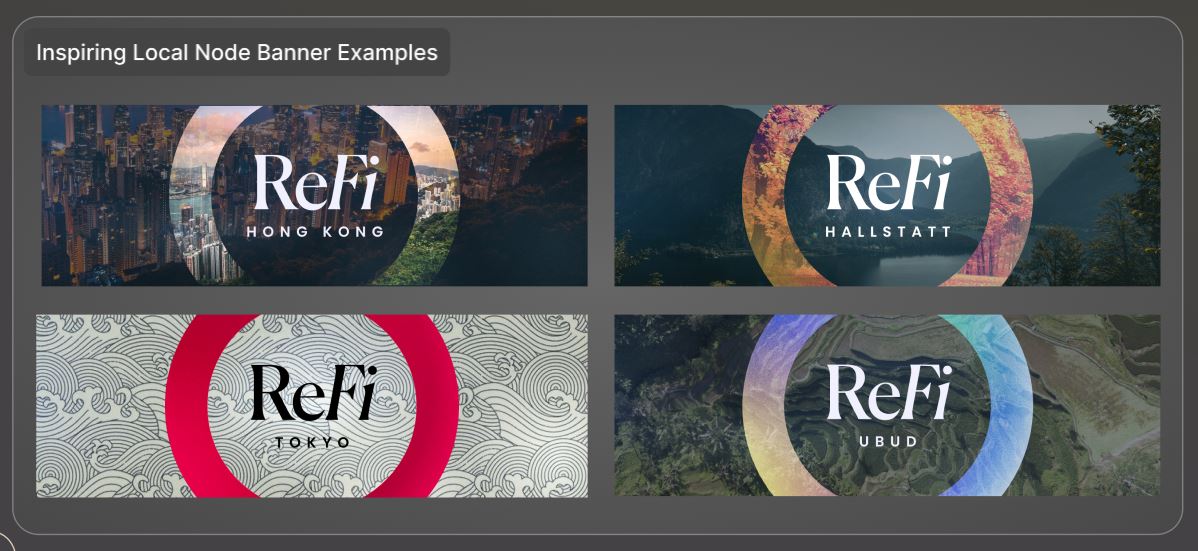 Inspiring Local Node Banner Examples
ReFi
HONG KONG
ReFi
HALLSTATT
ReFi
TOKYO
ReFi
UBUD